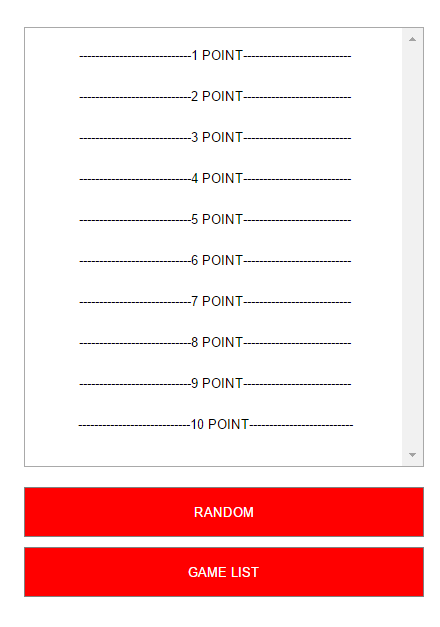 ----------------------------1 POINT---------------------------
----------------------------2 POINT---------------------------
----------------------------3 POINT---------------------------
----------------------------4 POINT---------------------------
----------------------------5 POINT---------------------------
----------------------------6 POINT---------------------------
----------------------------7 POINT---------------------------
----------------------------8 POINT---------------------------
----------------------------9 POINT---------------------------
----------------------------10 POINT--------------------------
RANDOM
GAME LIST